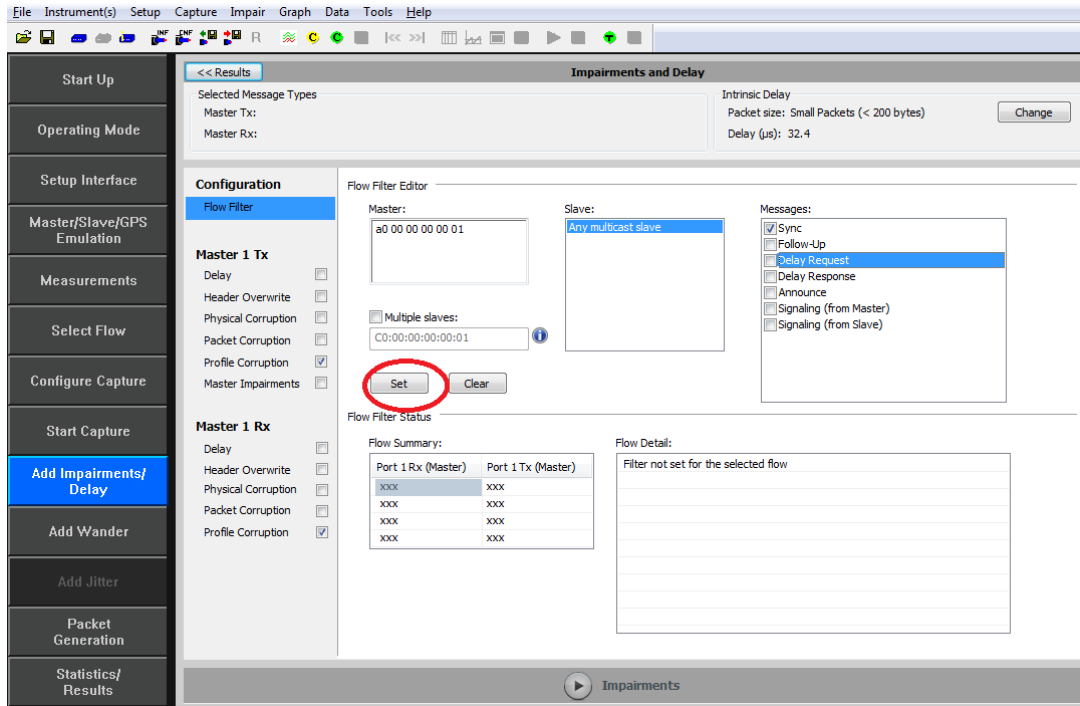 File Instrument(s) Setup Capture Impair Graph Data Tools Help
INF CNF R C C T
Start Up
Operating Mode
Setup Interface
Master/Slave/GPS
Emulation
Measurements
Select Flow
Configure Capture
Start Capture
Add Impairments/
Delay
Add Wander
Add Jitter
Packet
Generation
Statistics/
Results
<< Results
Impairments and Delay
Selected Message Types
Master Tx:
Master Rx:
Intrinsic Delay
Packet size: Small Packets (< 200 bytes)
Change
Delay (µs): 32.4
Configuration
Flow Filter
Master 1 Tx
Delay
Header Overwrite
Physical Corruption
Packet Corruption
Profile Corruption
Master Impairments
Master 1 Rx
Delay
Header Overwrite
Physical Corruption
Packet Corruption
Profile Corruption
Flow Filter Editor
Master:
a0 00 00 00 00 01
Multiple slaves:
C0:00:00:00:00:01
Set Clear
Slave:
Any multicast slave
Messages:
Sync
Follow-Up
Delay Request
Delay Response
Announce
Signaling (from Master)
Signaling (from Slave)
Flow Filter Status
Flow Summary:
Port 1 Rx (Master) Port 1 Tx (Master)
xxx xxx
xxx xxx
xxx xxx
xxx xxx
Flow Detail:
Filter not set for the selected flow
Impairments